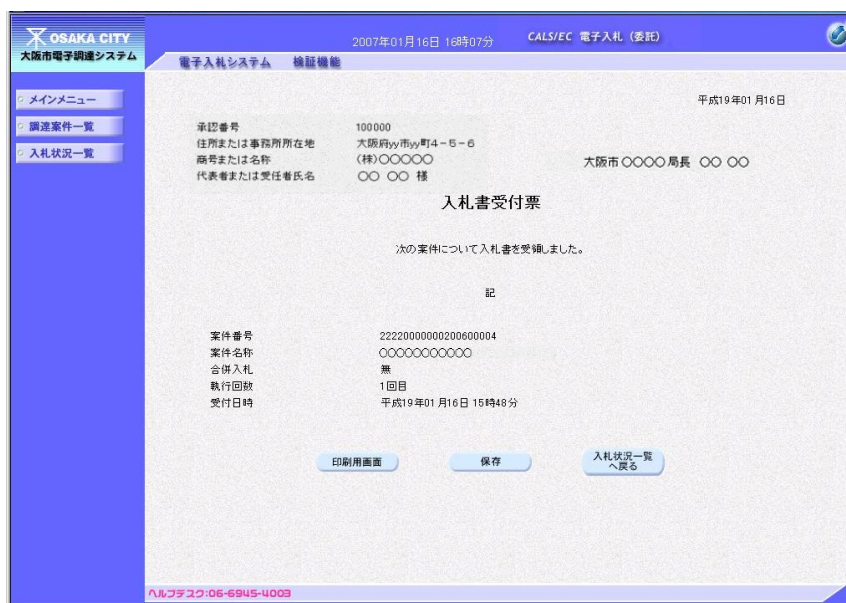 OSAKA CITY
大阪市電子調達システム
2007年01月16日 16時07分
CALS/EC 電子入札（委託）
電子入札システム 検証機能
メインメニュー
調達案件一覧
入札状況一覧
平成19年01月16日
承認番号 100000
住所または事務所所在地 大阪府yy市yy町4－5－6
商号または名称 (株)○○○○○
代表者または受任者氏名 ○○ ○○ 様
大阪市○○○○局長 ○○ ○○
入札書受付票
次の案件について入札書を受領しました。
記
案件番号 22220000000200600004
案件名称 ○○○○○○○○○○○
合併入札 無
執行回数 1回目
受付日時 平成19年01月16日 15時48分
印刷用画面
保存
入札状況一覧
へ戻る
ヘルプデスク:06-6945-4003